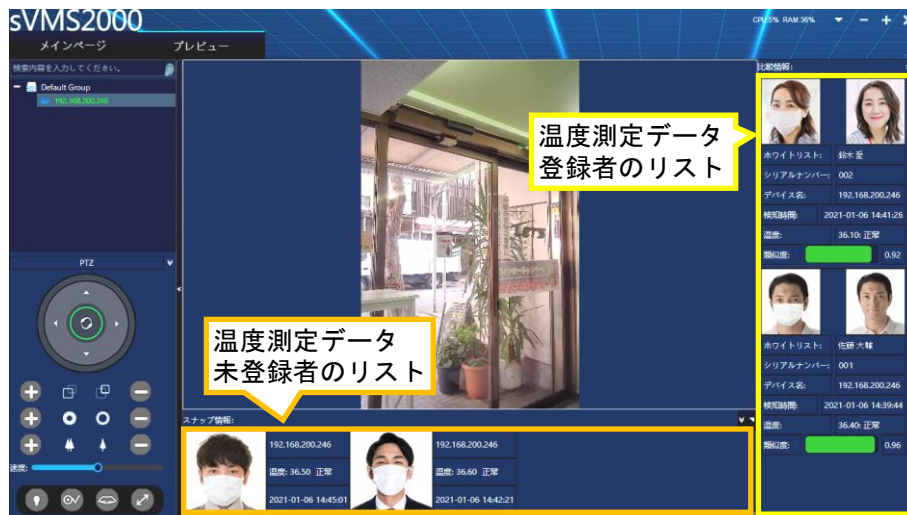 sVMS2000
CPU:5% RAM:36%
メインページ
プレビュー
検索内容を入力してください。
Default Group
192.168.200.246
PTZ
速度:
温度測定データ
登録者のリスト
温度測定データ
未登録者のリスト
スナップ情報:
192.168.200.246
温度: 36.50 正常
2021-01-06 14:45:01
192.168.200.246
温度: 36.60 正常
2021-01-06 14:42:21
比較情報:
ホワイトリスト: 鈴木 愛
シリアルナンバー: 002
デバイス名: 192.168.200.246
検知時間: 2021-01-06 14:41:26
温度: 36.10: 正常
類似度: 0.92
ホワイトリスト: 佐藤 大輔
シリアルナンバー: 001
デバイス名: 192.168.200.246
検知時間: 2021-01-06 14:39:44
温度: 36.40: 正常
類似度: 0.96